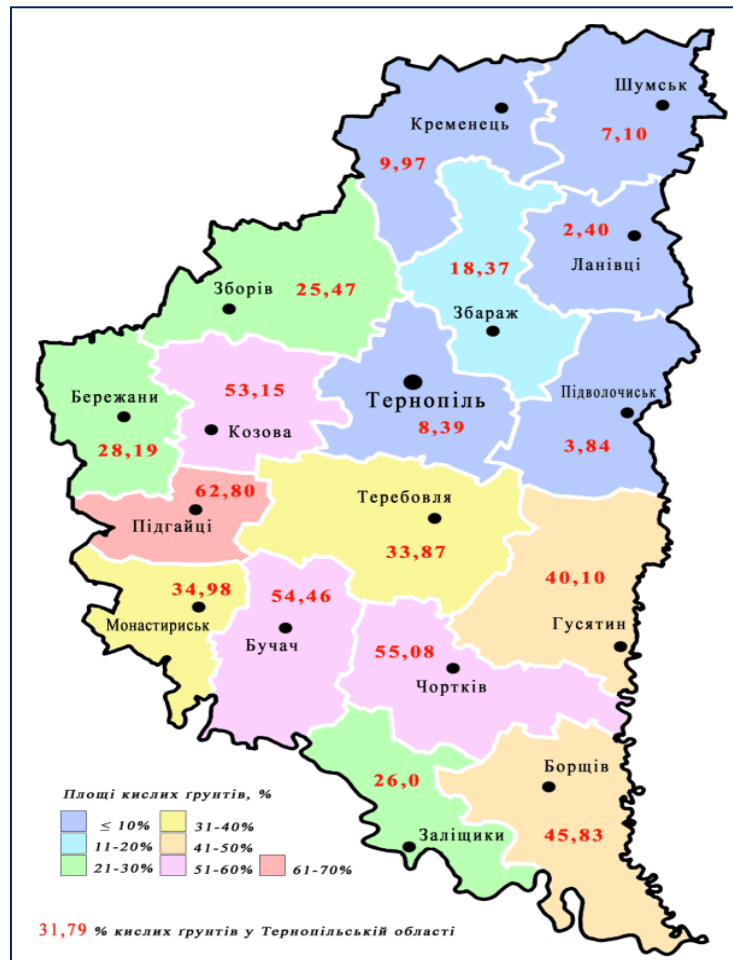 Шумськ
7,10
Кременець
9,97
2,40
Ланівці
18,37
Збараж
Зборів
25,47
53,15
Козова
Бережани
28,19
Тернопіль
8,39
Підволочиськ
3,84
62,80
Підгайці
Теребовля
33,87
40,10
Гусятин
34,98
Монастириськ
54,46
Бучач
55,08
Чортків
26,0
Заліщики
Борщів
45,83
Площі кислих ґрунтів, %
≤ 10%
11-20%
21-30%
31-40%
41-50%
51-60%
61-70%
31,79 % кислих ґрунтів у Тернопільській області